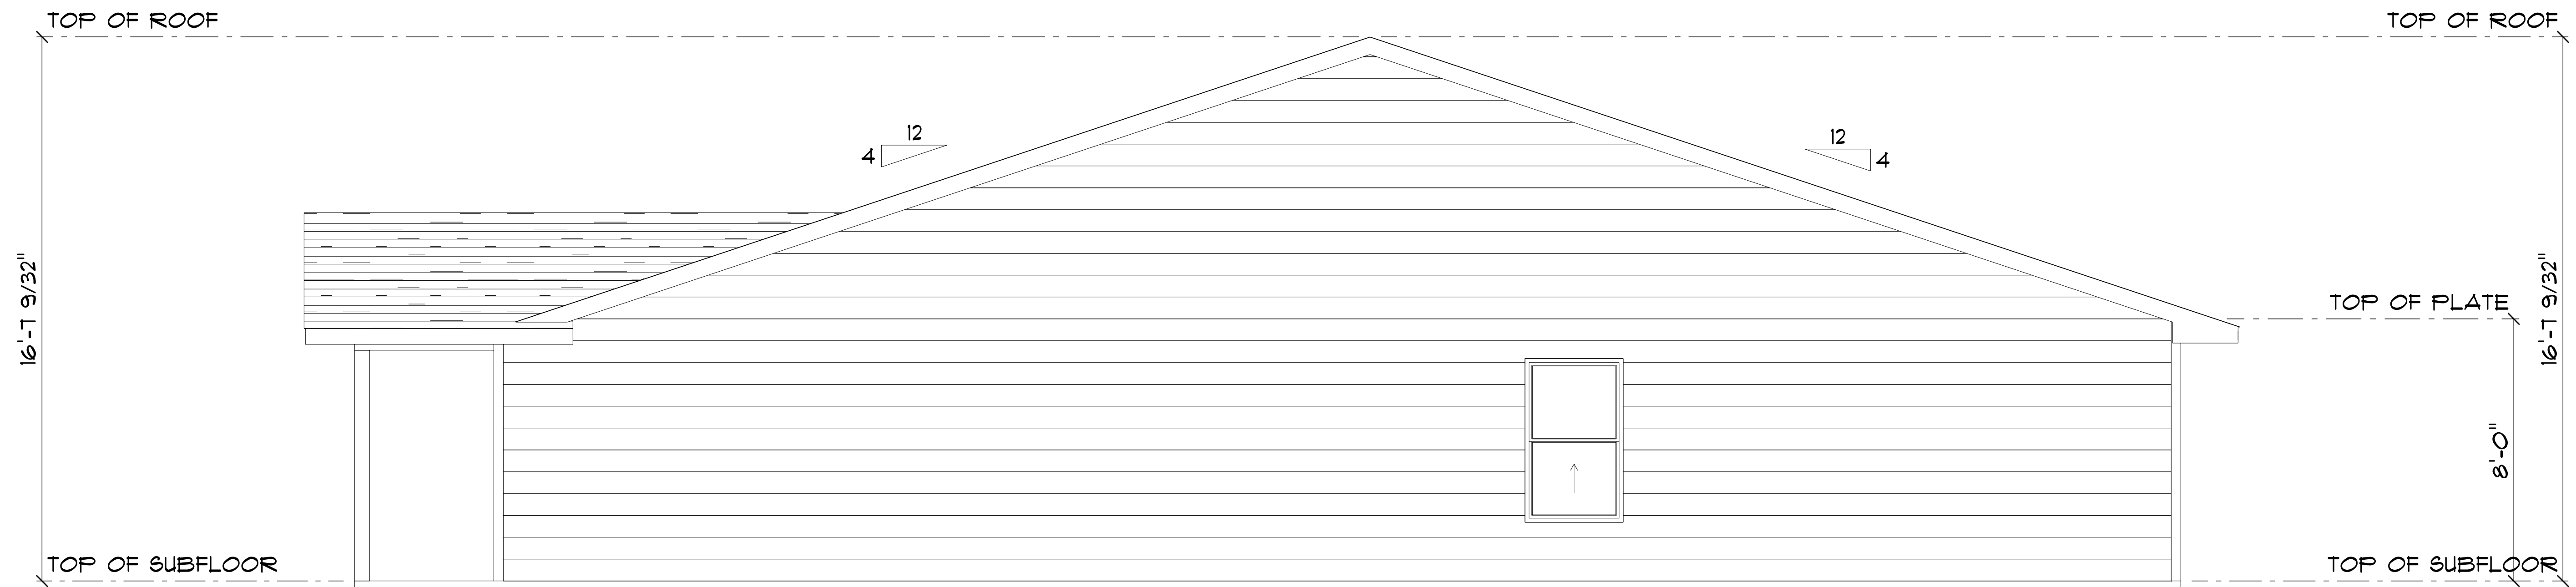 TOP OF ROOF
TOP OF ROOF
12
4
12
4
16'-7 9/32"
TOP OF PLATE
16'-7 9/32"
8'-0"
TOP OF SUBFLOOR
TOP OF SUBFLOOR